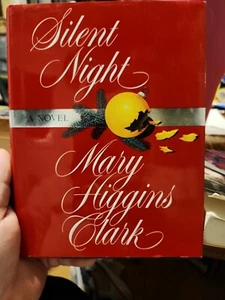 Silent
Night
A NOVEL
Mary
Higgins
Clark